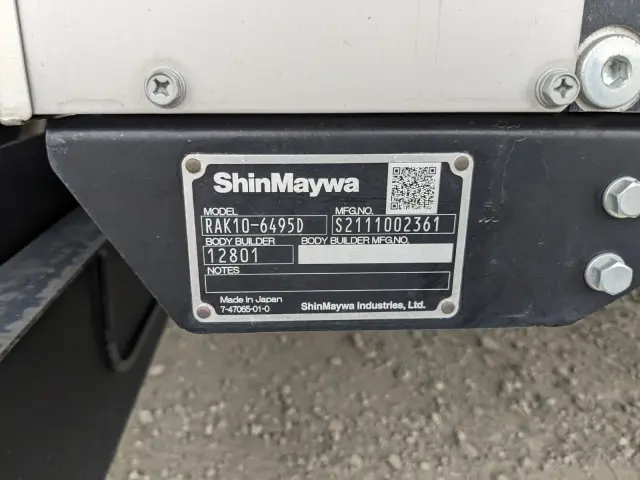 ShinMaywa
MODEL MFG.NO.
RAK10-6495D S2111002361
BODY BUILDER BODY BUILDER MFG.NO.
12801
NOTES
Made in Japan
7-47065-01-0 ShinMaywa Industries, Ltd.